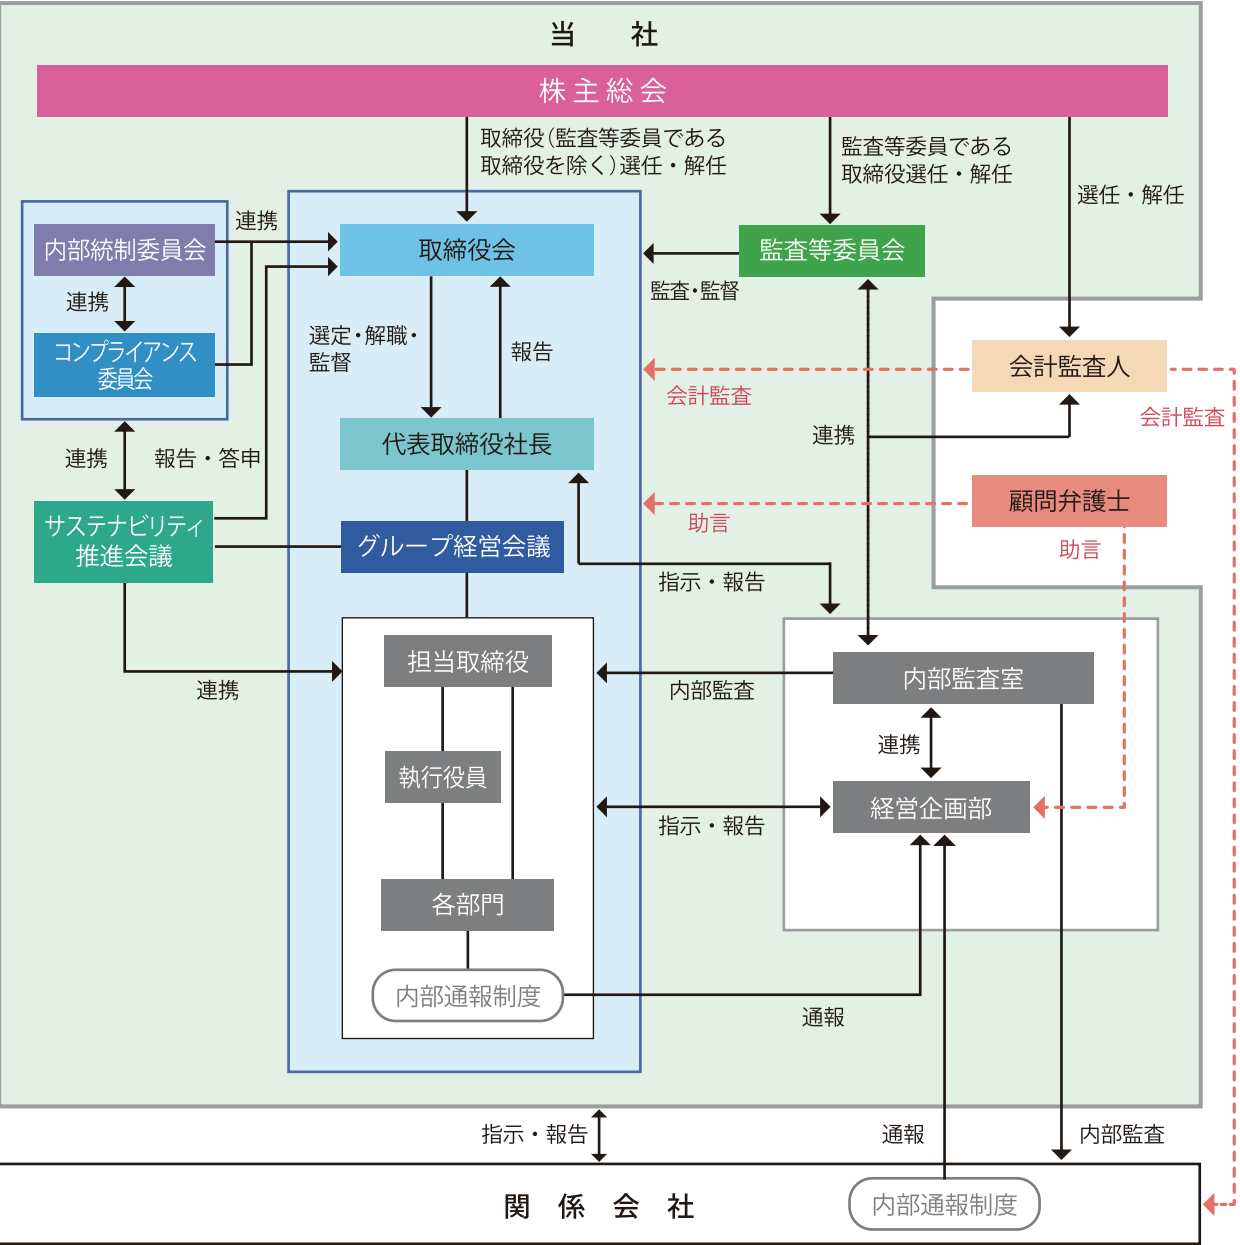 当　社
株主総会
取締役（監査等委員である
取締役を除く）選任・解任
監査等委員である
取締役選任・解任
選任・解任
連携
内部統制委員会
取締役会
監査等委員会
連携
監査・監督
コンプライアンス
委員会
選定・解職・
監督
報告
会計監査人
会計監査
会計監査
連携
連携
報告・答申
代表取締役社長
サステナビリティ
推進会議
グループ経営会議
顧問弁護士
助言
助言
指示・報告
担当取締役
内部監査室
連携
内部監査
連携
執行役員
経営企画部
指示・報告
各部門
内部通報制度
通報
指示・報告
通報
内部監査
関係会社
内部通報制度